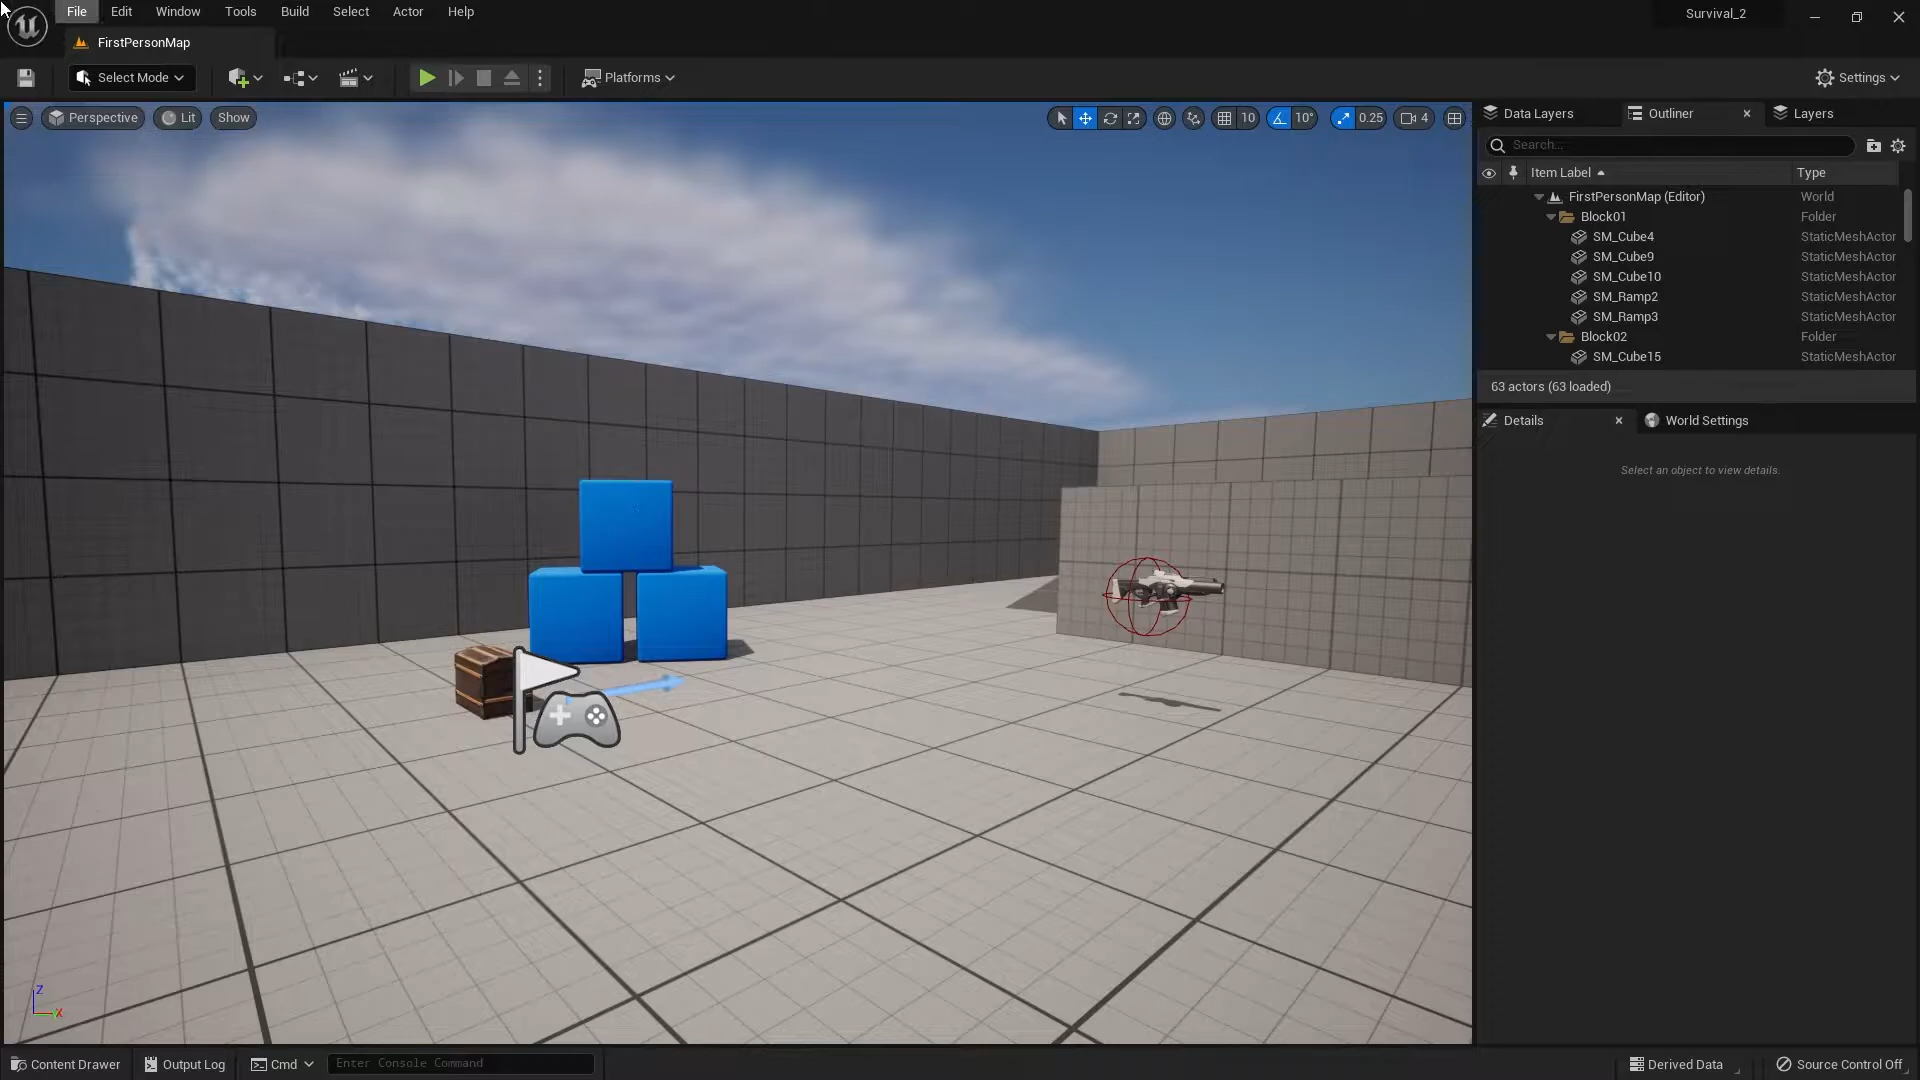 File Edit Window Tools Build Select Actor Help
Survival_2
FirstPersonMap
Select Mode
Platforms
Settings
Perspective Lit Show
10 10° 0.25 4
Data Layers Outliner Layers
Search...
Item Label Type
FirstPersonMap (Editor) World
Block01 Folder
SM_Cube4 StaticMeshActor
SM_Cube9 StaticMeshActor
SM_Cube10 StaticMeshActor
SM_Ramp2 StaticMeshActor
SM_Ramp3 StaticMeshActor
Block02 Folder
SM_Cube15 StaticMeshActor
63 actors (63 loaded)
Details World Settings
Select an object to view details.
Z
X
Content Drawer Output Log Cmd Enter Console Command Derived Data Source Control Off